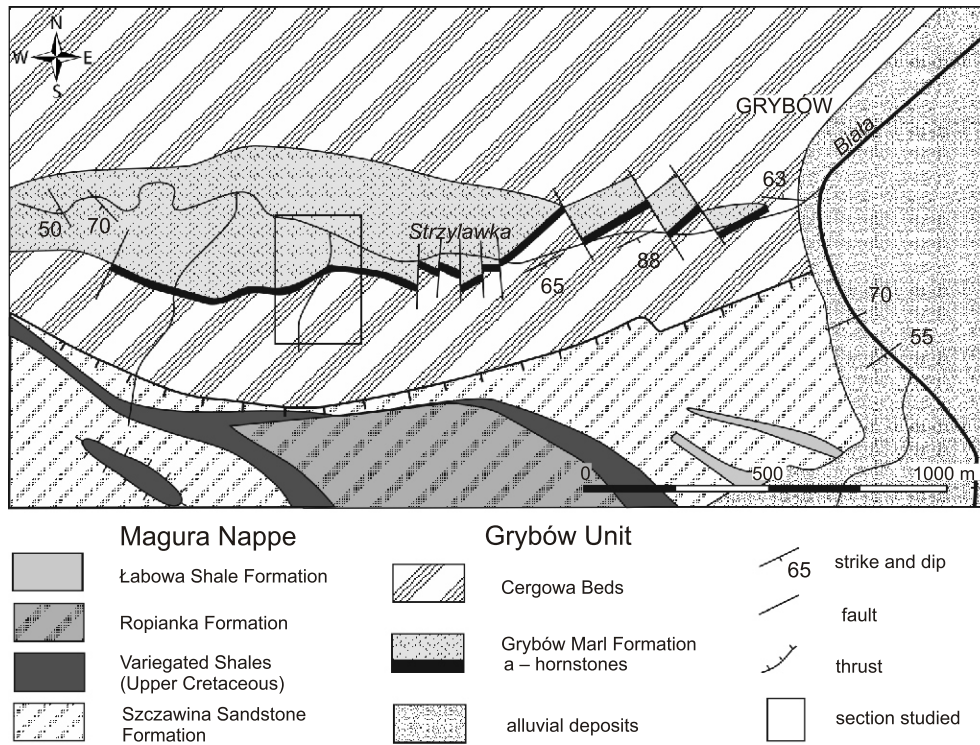 N
W E
S
GRYBÓW
Biała
63
50 70
Strzylawka
65
88
70
55
0 500 1000 m
Magura Nappe
Łabowa Shale Formation
Ropianka Formation
Variegated Shales
(Upper Cretaceous)
Szczawina Sandstone
Formation
Grybów Unit
Cergowa Beds
Grybów Marl Formation
a – hornstones
alluvial deposits
65 strike and dip
fault
thrust
section studied